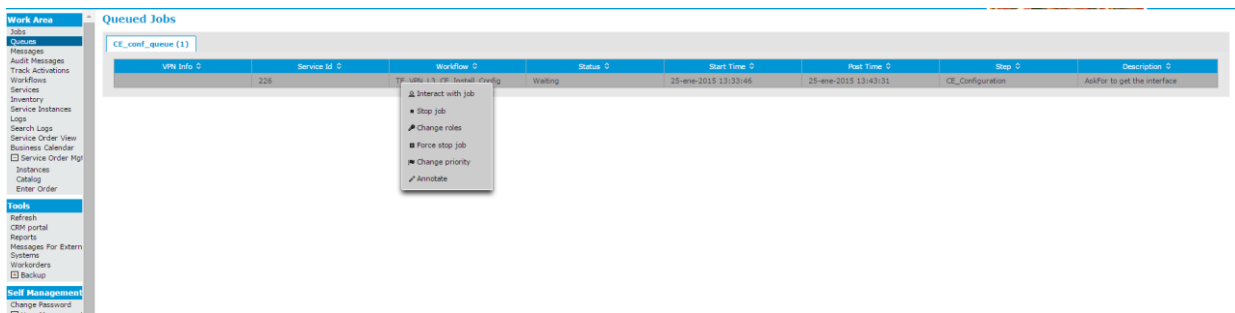 Work Area
Jobs
Queues
Messages
Audit Messages
Track Activations
Workflows
Services
Inventory
Service Instances
Logs
Search Logs
Service Order View
Business Calendar
Service Order Mg
Instances
Catalog
Enter Order
Tools
Refresh
CRM portal
Reports
Messages For Extern
Systems
Workorders
Backup
Self Management
Change Password
Queued Jobs
CE_conf_queue (1)
VPN Info Service Id Workflow Status Start Time Post Time Step Description
226 TP_VPN_L3_CE_Install_Config Waiting 25-ene-2015 13:33:46 25-ene-2015 13:43:31 CE_Configuration AskFor to get the interface
Interact with job
Stop job
Change roles
Force stop job
Change priority
Annotate